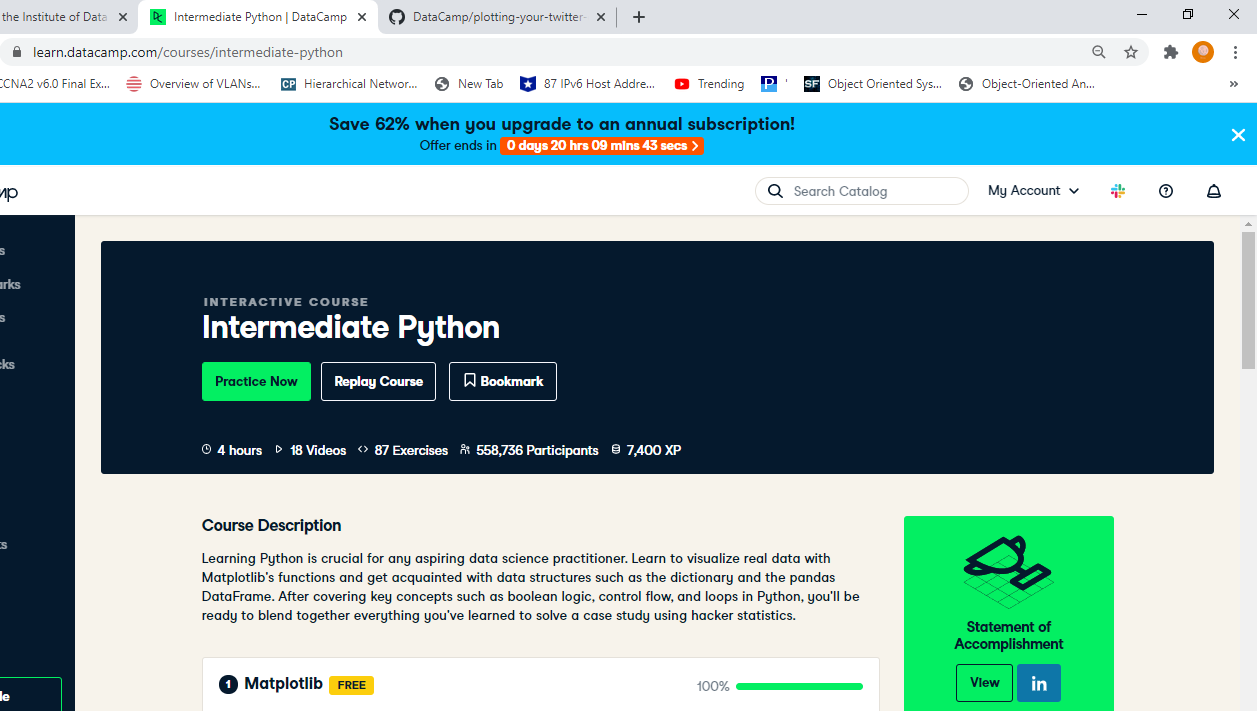 the Institute of Data
Intermediate Python | DataCamp
DataCamp/plotting-your-twitter-
learn.datacamp.com/courses/intermediate-python
CCNA2 v6.0 Final Ex...
Overview of VLANs...
CP
Hierarchical Network...
New Tab
87 IPv6 Host Addre...
Trending
P
'
SF
Object Oriented Sys...
Object-Oriented An...
»
Save 62% when you upgrade to an annual subscription!
Offer ends in 0 days 20 hrs 09 mins 43 secs >
Search Catalog
My Account
INTERACTIVE COURSE
Intermediate Python
Practice Now
Replay Course
Bookmark
4 hours 18 Videos 87 Exercises 558,736 Participants 7,400 XP
Course Description
Learning Python is crucial for any aspiring data science practitioner. Learn to visualize real data with
Matplotlib's functions and get acquainted with data structures such as the dictionary and the pandas
DataFrame. After covering key concepts such as boolean logic, control flow, and loops in Python, you'll be
ready to blend together everything you've learned to solve a case study using hacker statistics.
Statement of
Accomplishment
View
in
1 Matplotlib FREE
100%